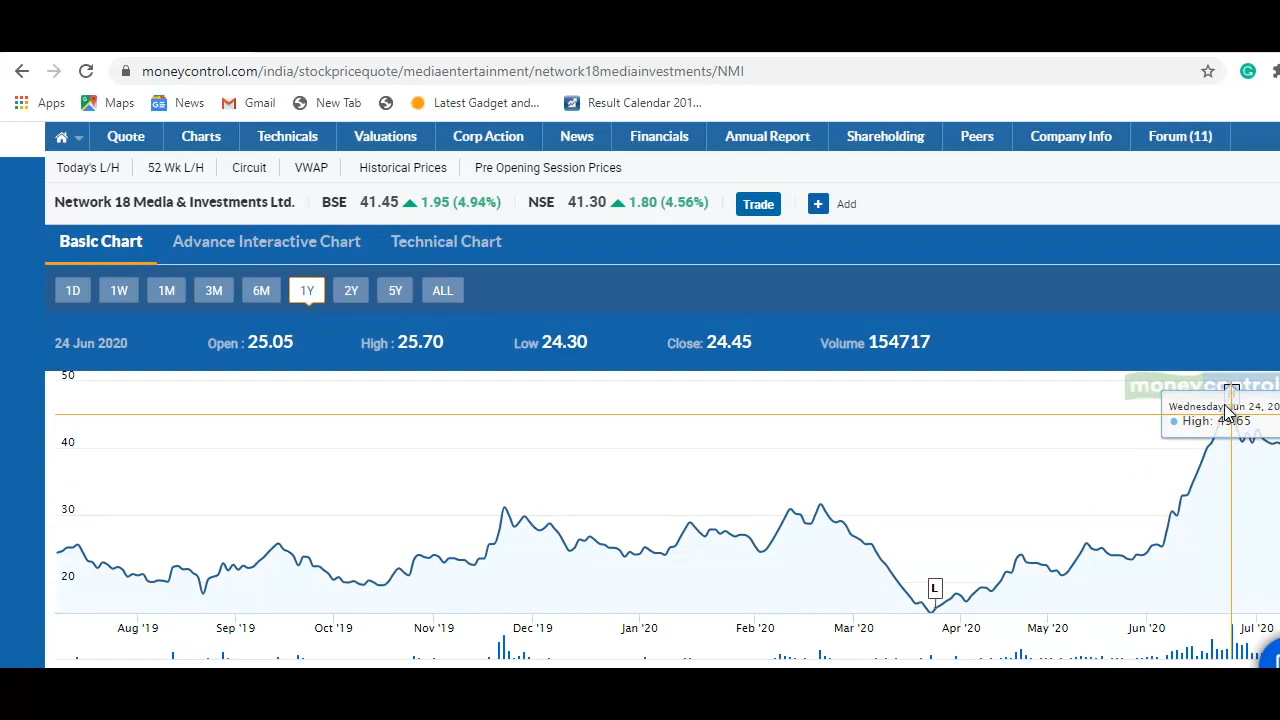 moneycontrol.com/india/stockpricequote/mediaentertainment/network18mediainvestments/NMI
Apps Maps News Gmail New Tab Latest Gadget and... Result Calendar 201...
Quote Charts Technicals Valuations Corp Action News Financials Annual Report Shareholding Peers Company Info Forum (11)
Today's L/H 52 Wk L/H Circuit VWAP Historical Prices Pre Opening Session Prices
Network 18 Media & Investments Ltd. BSE 41.45 1.95 (4.94%) NSE 41.30 1.80 (4.56%) Trade + Add
Basic Chart Advance Interactive Chart Technical Chart
1D 1W 1M 3M 6M 1Y 2Y 5Y ALL
24 Jun 2020 Open : 25.05 High : 25.70 Low 24.30 Close: 24.45 Volume 154717
50
moneycontrol
Wednesday, Jun 24, 20
High:
40
30
20
L
Aug '19 Sep '19 Oct '19 Nov '19 Dec '19 Jan '20 Feb '20 Mar '20 Apr '20 May '20 Jun '20 Jul '20